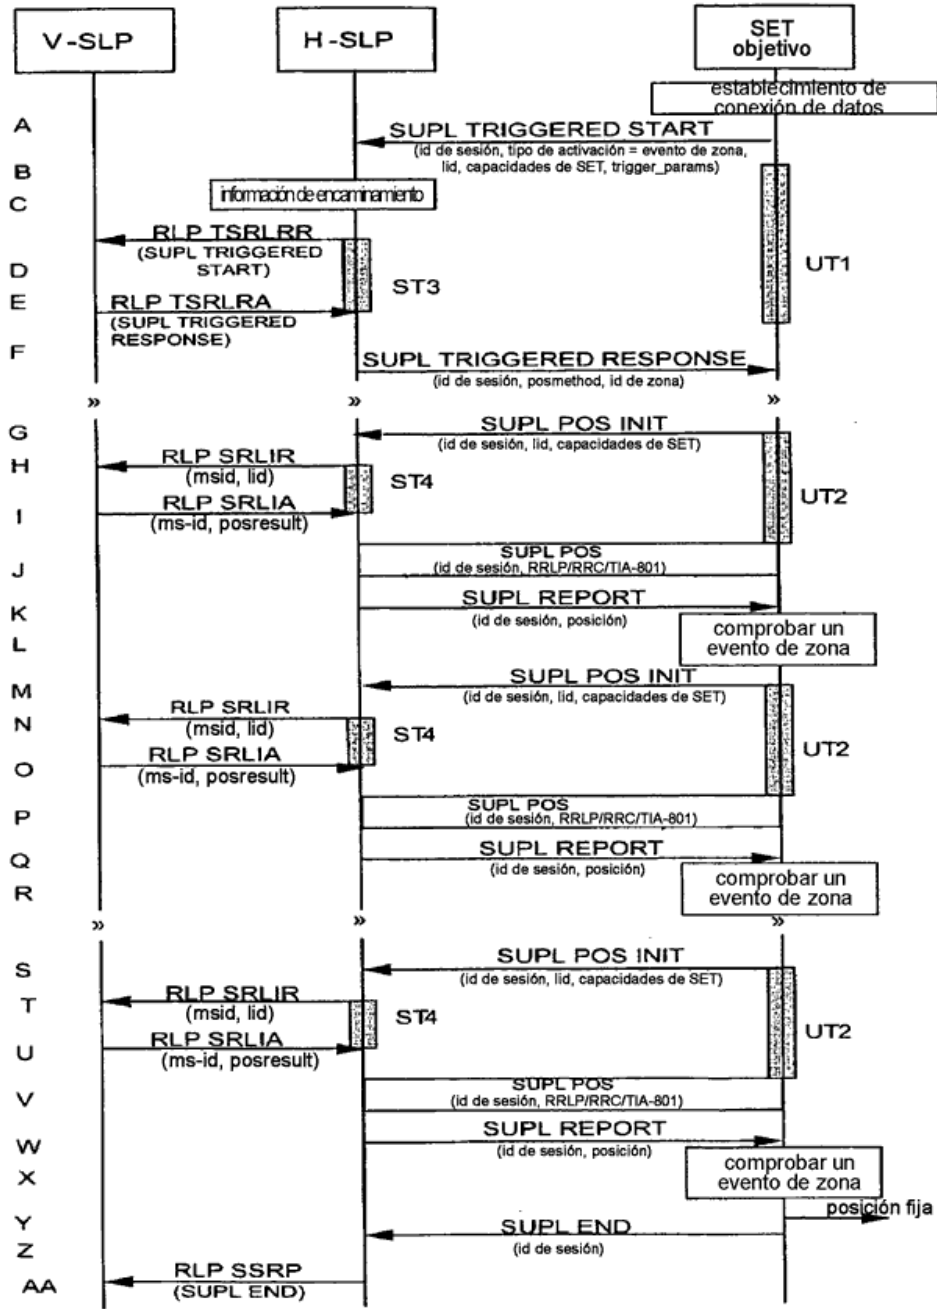 V-SLP
H-SLP
SET
objetivo
establecimiento de
conexión de datos
A
SUPL TRIGGERED START
(id de sesión, tipo de activación = evento de zona,
lid, capacidades de SET, trigger_params)
B
información de encaminamiento
C
RLP TSRLRR
(SUPL TRIGGERED
START)
D
ST3
UT1
E
RLP TSRLRA
(SUPL TRIGGERED
RESPONSE)
F
SUPL TRIGGERED RESPONSE
(id de sesión, posmethod, id de zona)
» » »
G
SUPL POS INIT
(id de sesión, lid, capacidades de SET)
H
RLP SRLIR
(msid, lid)
ST4
UT2
I
RLP SRLIA
(ms-id, posresult)
SUPL POS
(id de sesión, RRLP/RRC/TIA-801)
J
SUPL REPORT
(id de sesión, posición)
K
L
comprobar un
evento de zona
M
SUPL POS INIT
(id de sesión, lid, capacidades de SET)
N
RLP SRLIR
(msid, lid)
ST4
UT2
O
RLP SRLIA
(ms-id, posresult)
SUPL POS
(id de sesión, RRLP/RRC/TIA-801)
P
SUPL REPORT
(id de sesión, posición)
Q
R
comprobar un
evento de zona
» » »
S
SUPL POS INIT
(id de sesión, lid, capacidades de SET)
T
RLP SRLIR
(msid, lid)
ST4
UT2
U
RLP SRLIA
(ms-id, posresult)
SUPL POS
(id de sesión, RRLP/RRC/TIA-801)
V
SUPL REPORT
(id de sesión, posición)
W
X
comprobar un
evento de zona
posición fija
Y
SUPL END
(id de sesión)
Z
AA
RLP SSRP
(SUPL END)